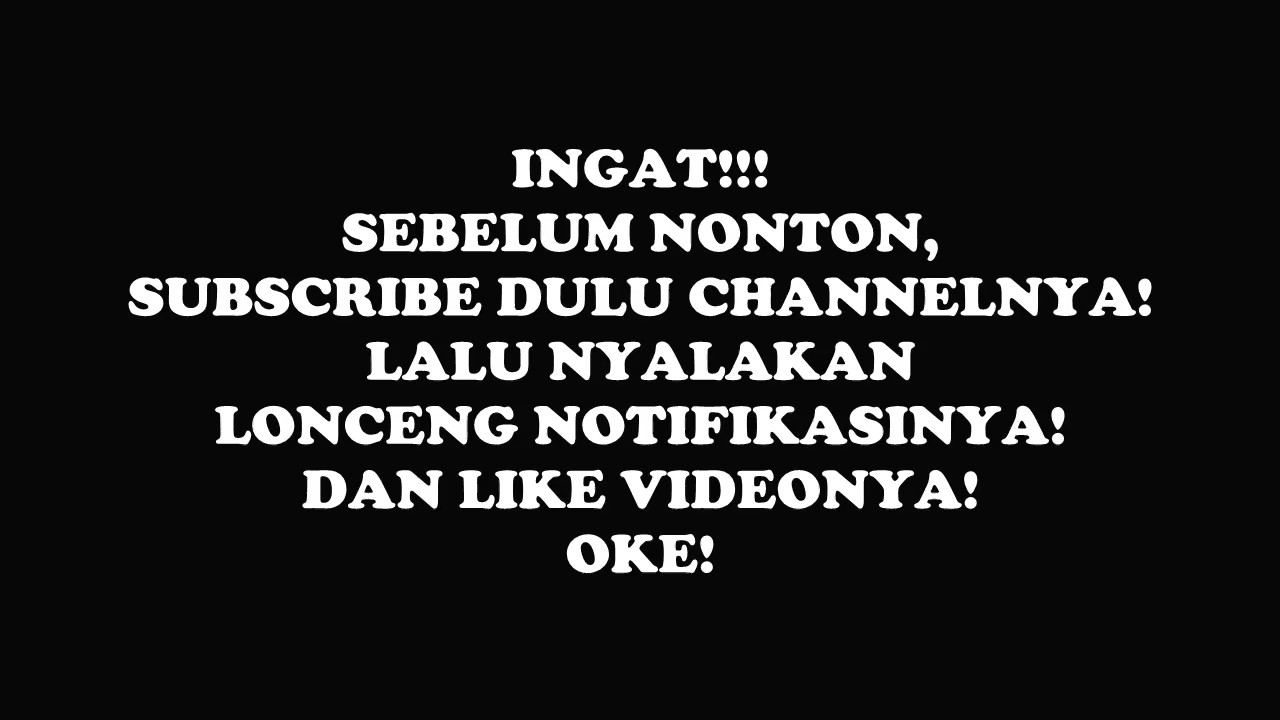 INGAT!!!
SEBELUM NONTON,
SUBSCRIBE DULU CHANNELNYA!
LALU NYALAKAN
LONCENG NOTIFIKASINYA!
DAN LIKE VIDEONYA!
OKE!